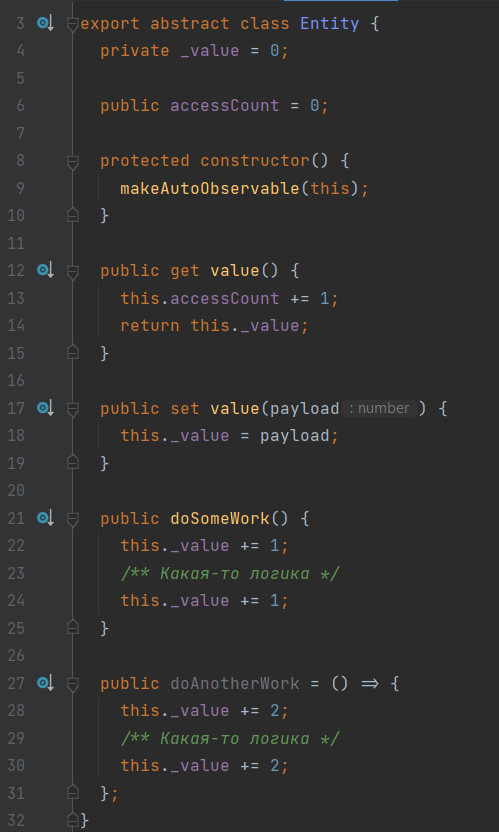 3 export abstract class Entity {
4 private _value = 0;
5
6 public accessCount = 0;
7
8 protected constructor() {
9 makeAutoObservable(this);
10 }
11
12 public get value() {
13 this.accessCount += 1;
14 return this._value;
15 }
16
17 public set value(payload : number ) {
18 this._value = payload;
19 }
20
21 public doSomeWork() {
22 this._value += 1;
23 /** Какая-то логика */
24 this._value += 1;
25 }
26
27 public doAnotherWork = () => {
28 this._value += 2;
29 /** Какая-то логика */
30 this._value += 2;
31 };
32 }